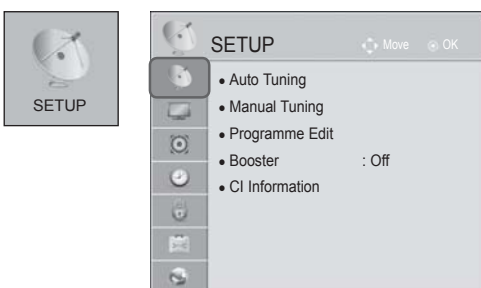 SETUP
SETUP Move OK
• Auto Tuning
• Manual Tuning
• Programme Edit
• Booster : Off
• CI Information